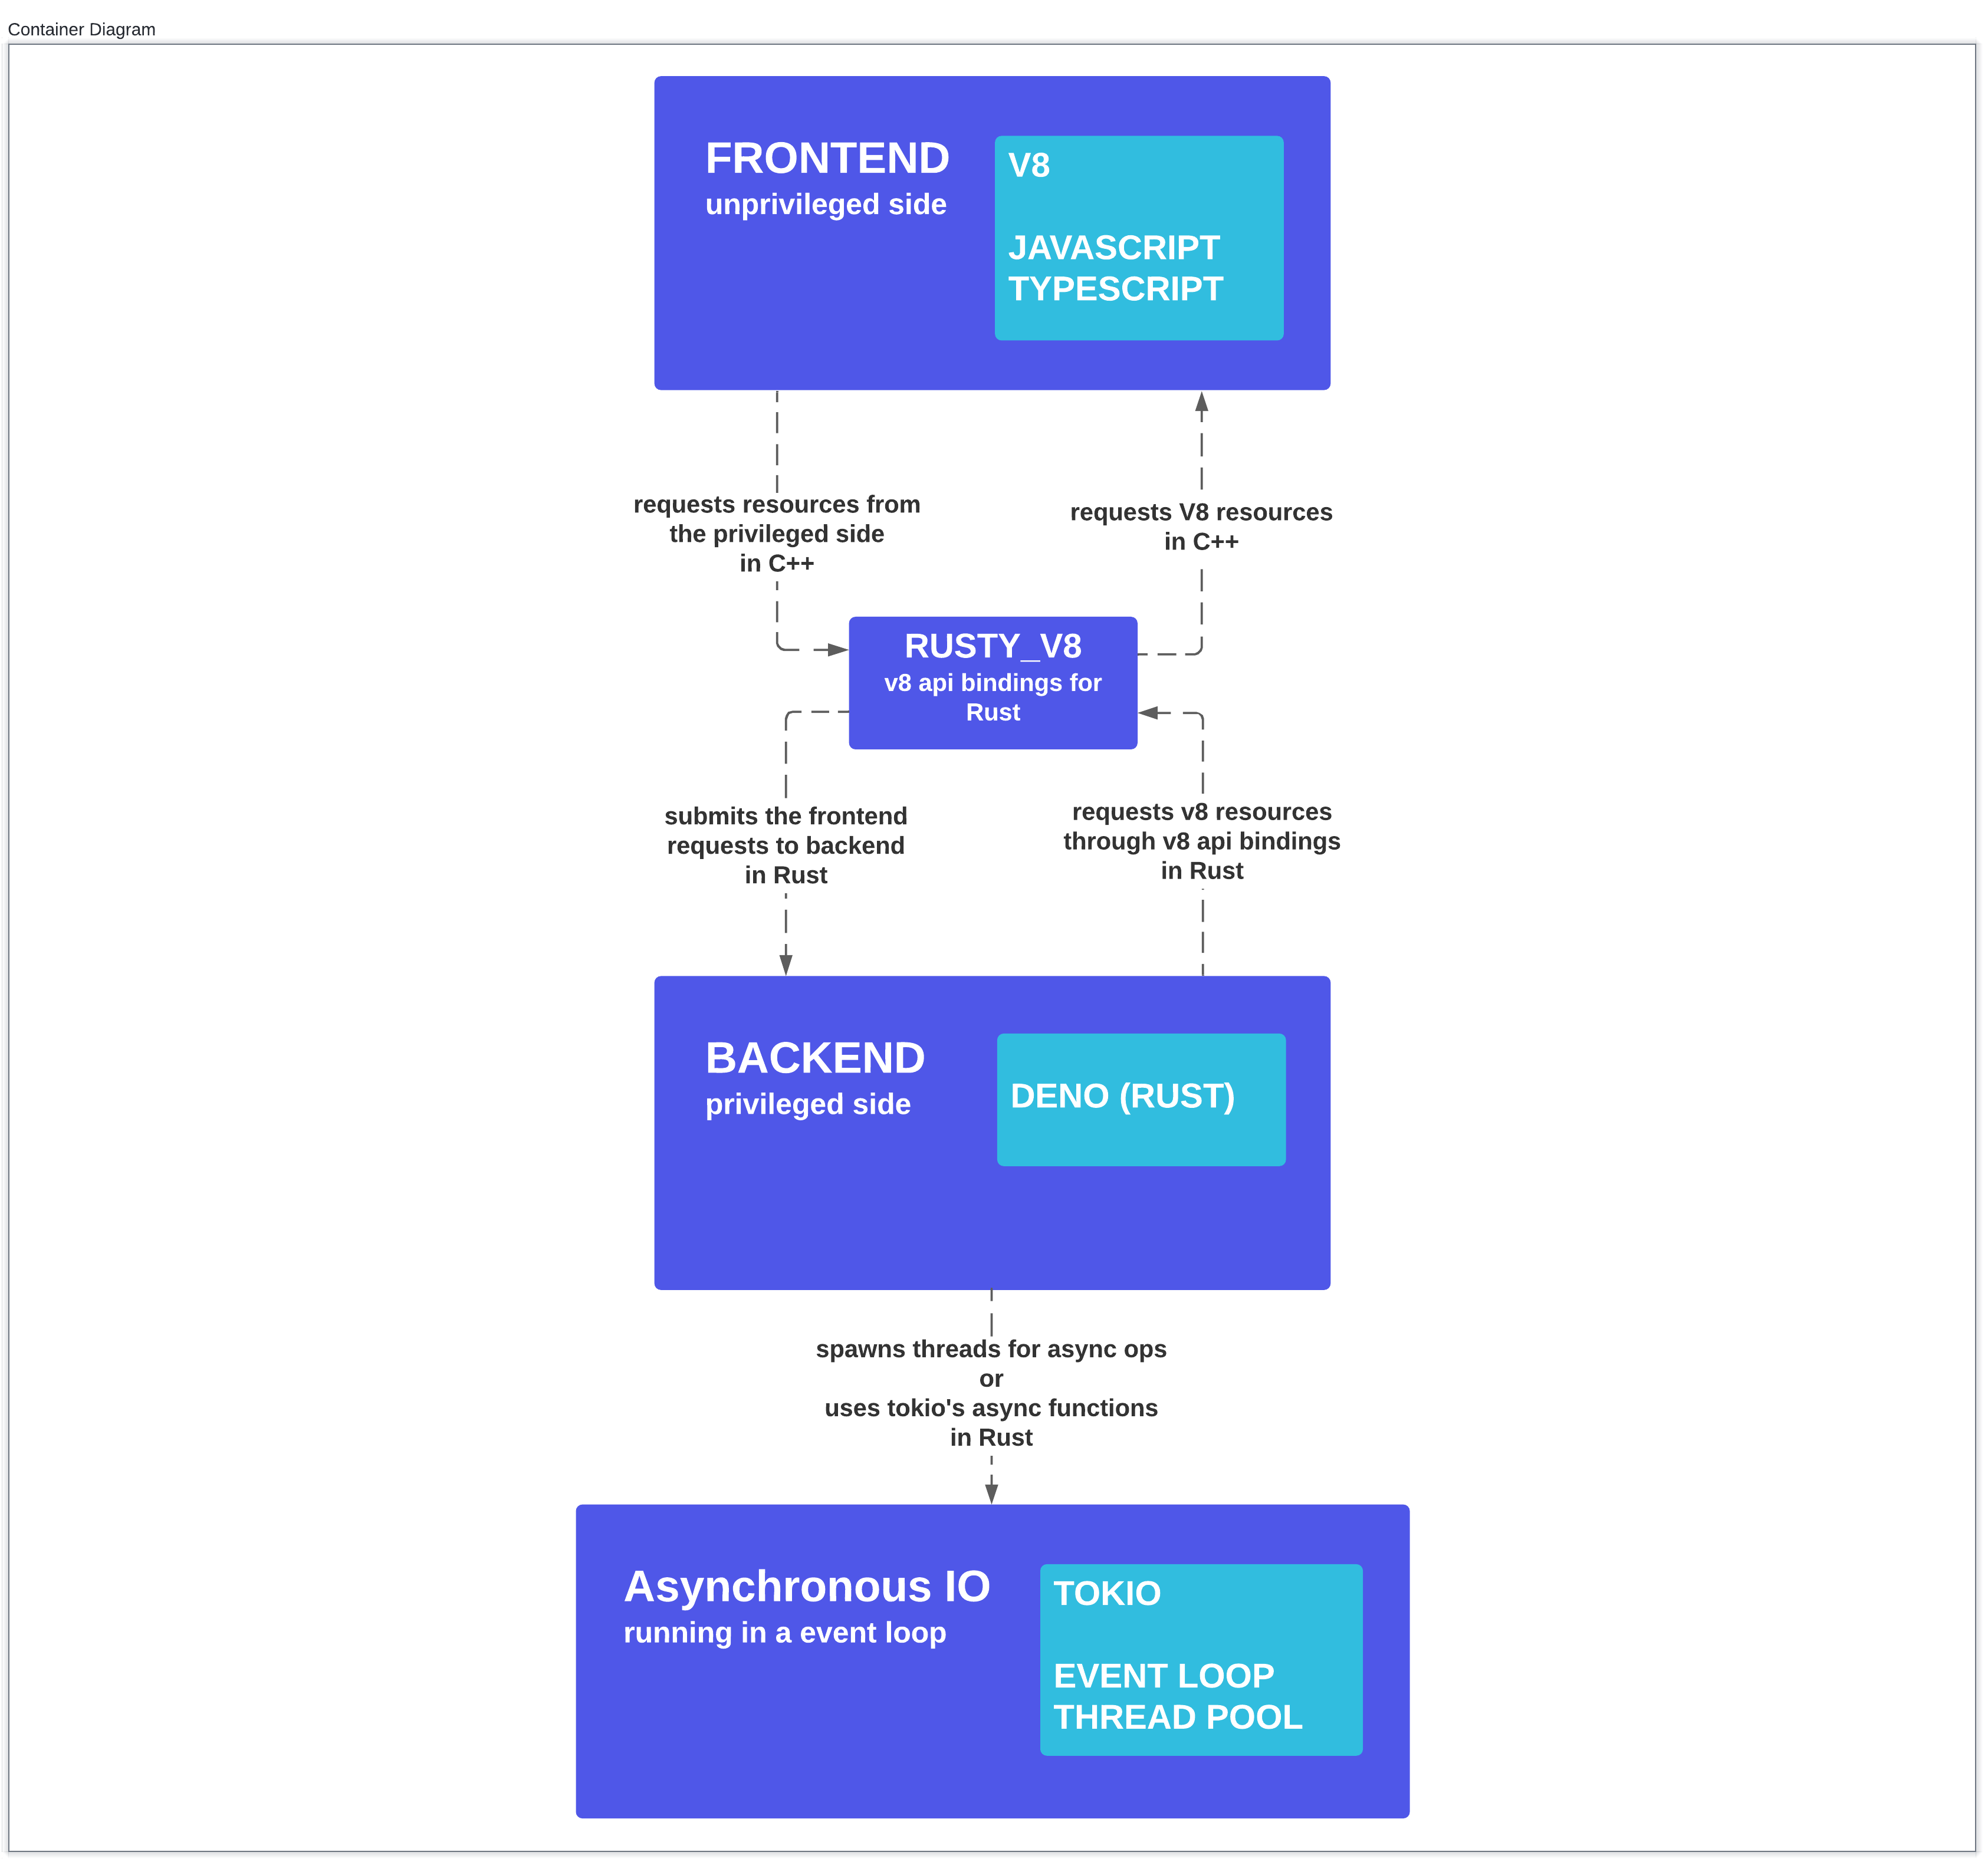 Container Diagram
FRONTEND
unprivileged side
V8
JAVASCRIPT
TYPESCRIPT
requests resources from
the privileged side
in C++
requests V8 resources
in C++
RUSTY_V8
v8 api bindings for
Rust
submits the frontend
requests to backend
in Rust
requests v8 resources
through v8 api bindings
in Rust
BACKEND
privileged side
DENO (RUST)
spawns threads for async ops
or
uses tokio's async functions
in Rust
Asynchronous IO
running in a event loop
TOKIO
EVENT LOOP
THREAD POOL